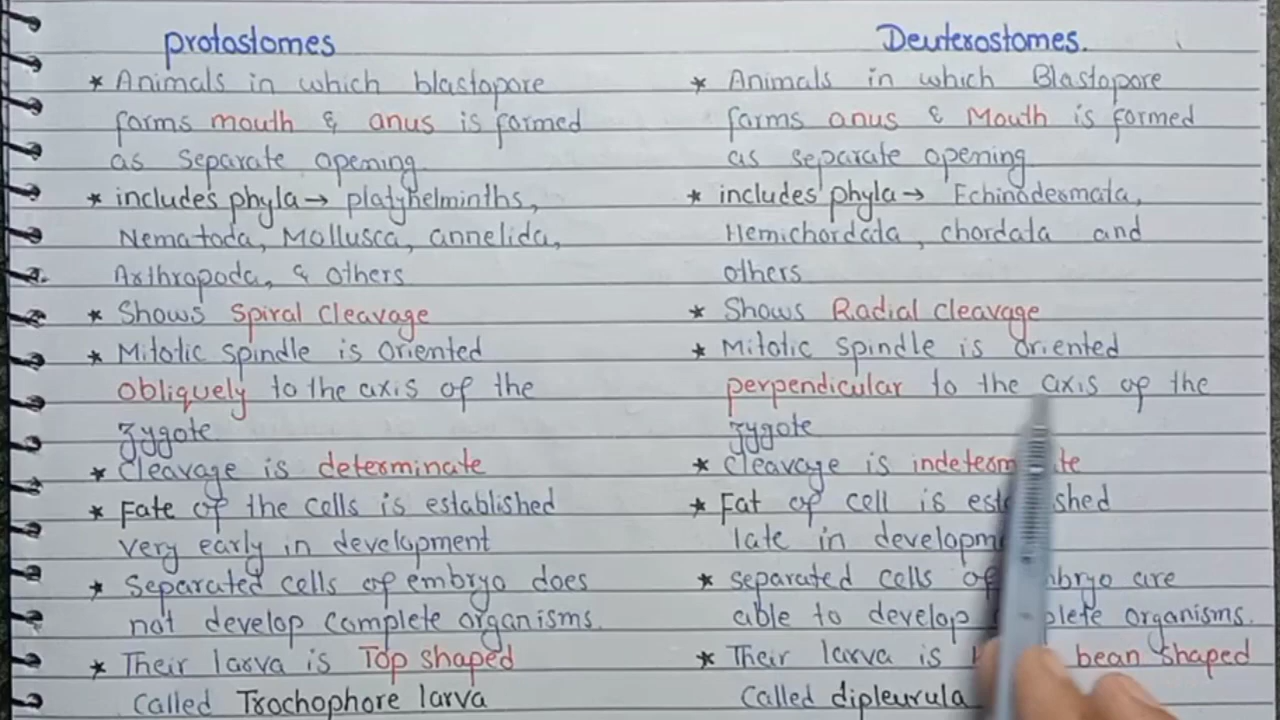 protostomes
* Animals in which blastopore
forms mouth & anus is formed
as separate opening
* includes phyla → platyhelminths,
Nematoda, Mollusca, annelida,
Arthropoda, & others
* Shows Spiral Cleavage
* Mitotic spindle is oriented
obliquely to the axis of the
zygote
* Cleavage is determinate
* Fate of the cells is established
very early in development
* Separated cells of embryo does
not develop complete organisms.
* Their larva is Top shaped
Called Trochophore larva
Deuterostomes.
* Animals in which Blastopore
forms anus & Mouth is formed
as separate opening
* includes phyla → Echinodermata,
Hemichordata, chordata and
others
* Shows Radial cleavage
* Mitotic spindle is oriented
perpendicular to the axis of the
zygote
* Cleavage is
* Fat of cell is
late in
* separated cells of are
able to develop organisms.
* Their larva is bean shaped
Called dipleurula